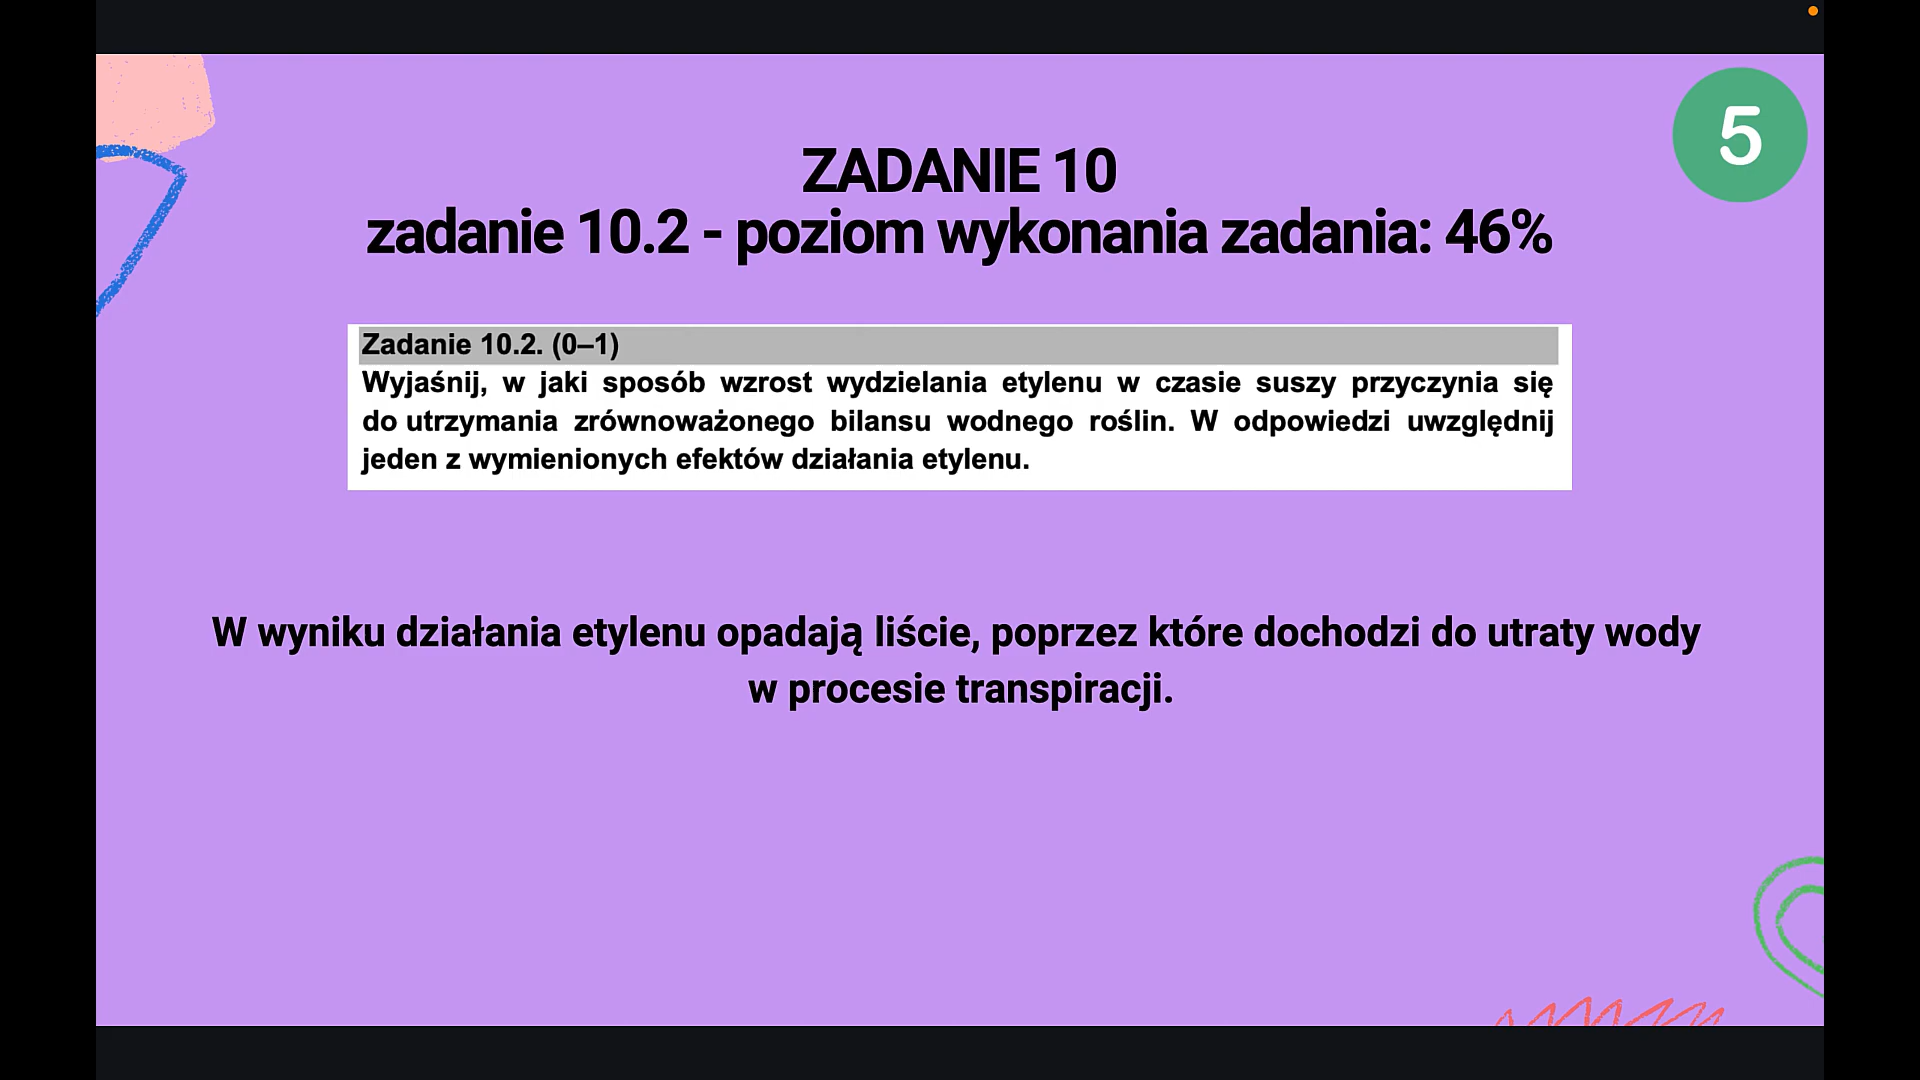 5
ZADANIE 10
zadanie 10.2 - poziom wykonania zadania: 46%
Zadanie 10.2. (0–1)
Wyjaśnij, w jaki sposób wzrost wydzielania etylenu w czasie suszy przyczynia się
do utrzymania zrównoważonego bilansu wodnego roślin. W odpowiedzi uwzględnij
jeden z wymienionych efektów działania etylenu.
W wyniku działania etylenu opadają liście, poprzez które dochodzi do utraty wody
w procesie transpiracji.